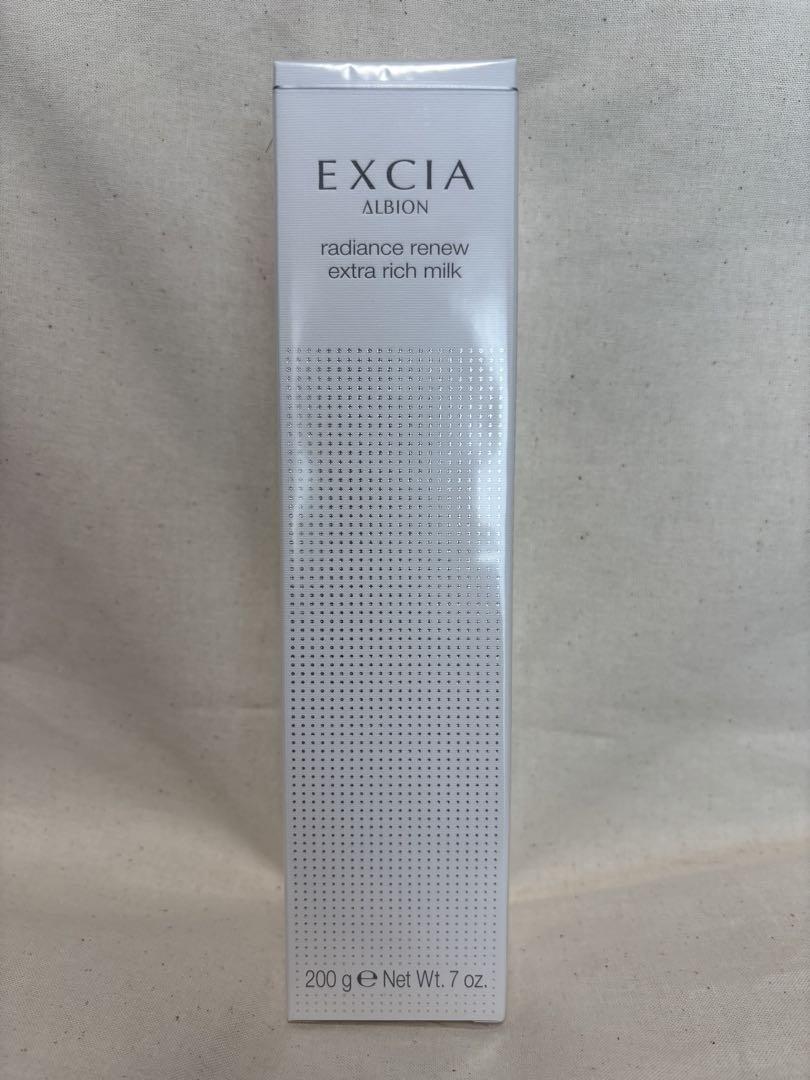 EXCIA
ALBION
radiance renew
extra rich milk
200 g ℮ Net Wt. 7 oz.